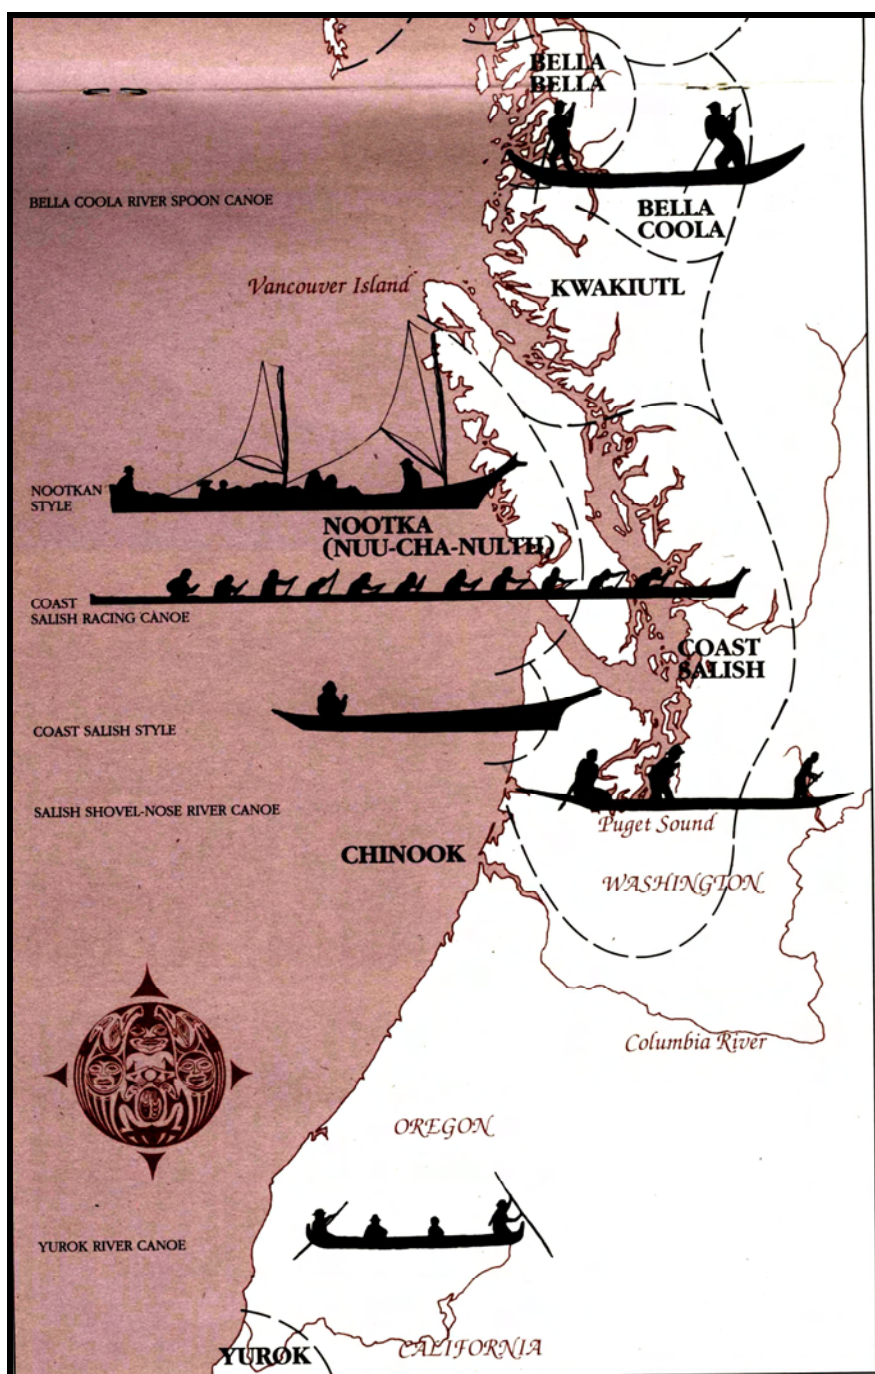 BELLA
BELLA
BELLA COOLA RIVER SPOON CANOE
BELLA
COOLA
Vancouver Island
KWAKIUTL
NOOTKAN
STYLE
NOOTKA
(NUU-CHA-NULTH)
COAST
SALISH RACING CANOE
COAST
SALISH
COAST SALISH STYLE
SALISH SHOVEL-NOSE RIVER CANOE
Puget Sound
CHINOOK
WASHINGTON
Columbia River
OREGON
YUROK RIVER CANOE
YUROK
CALIFORNIA